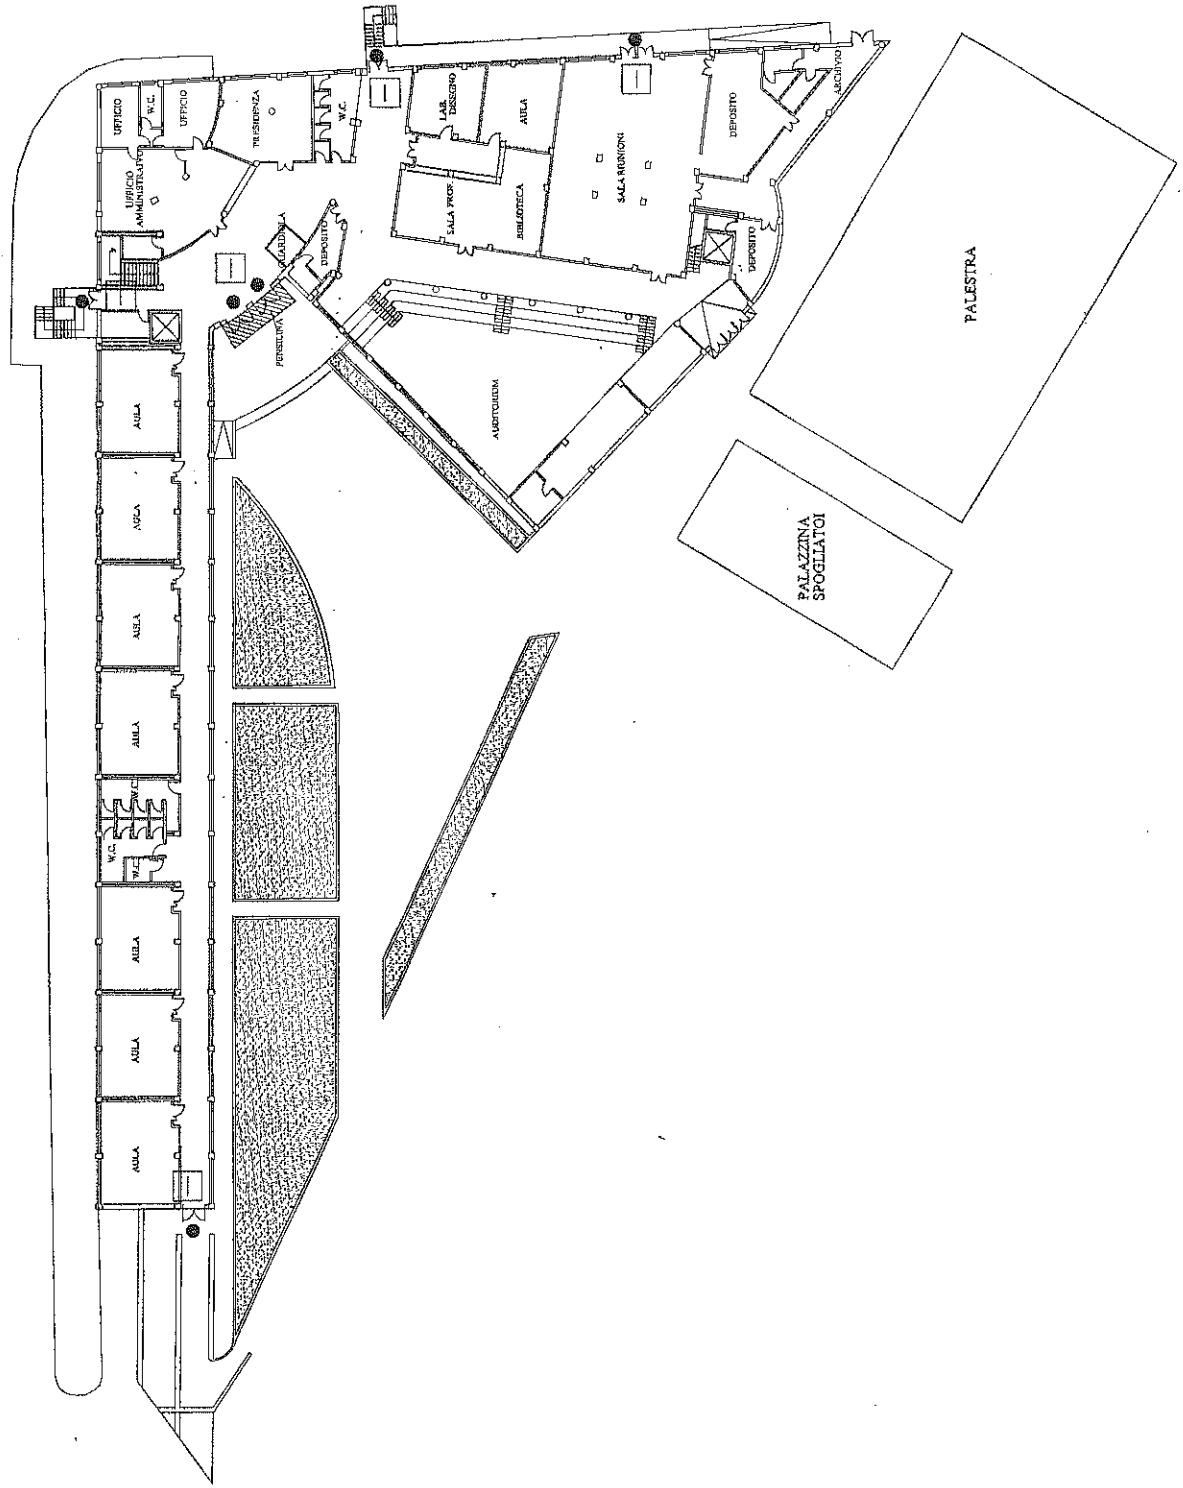 UFFICIO
W.C.
UFFICIO
PRESIDENZA
W.C.
UFFICIO
AMMINISTRATIVO
GUARDIOLA
DEPOSITO
PENSILINA
LAB.
DISEGNO
AULA
SALA PROF.
BIBLIOTECA
SALA RIUNIONI
DEPOSITO
ARCHIVIO
DEPOSITO
AUDITORIUM
PALESTRA
PALAZZINA
SPOGLIATOI
AULA
AULA
AULA
AULA
W.C.
W.C.
W.C.
AULA
AULA
AULA